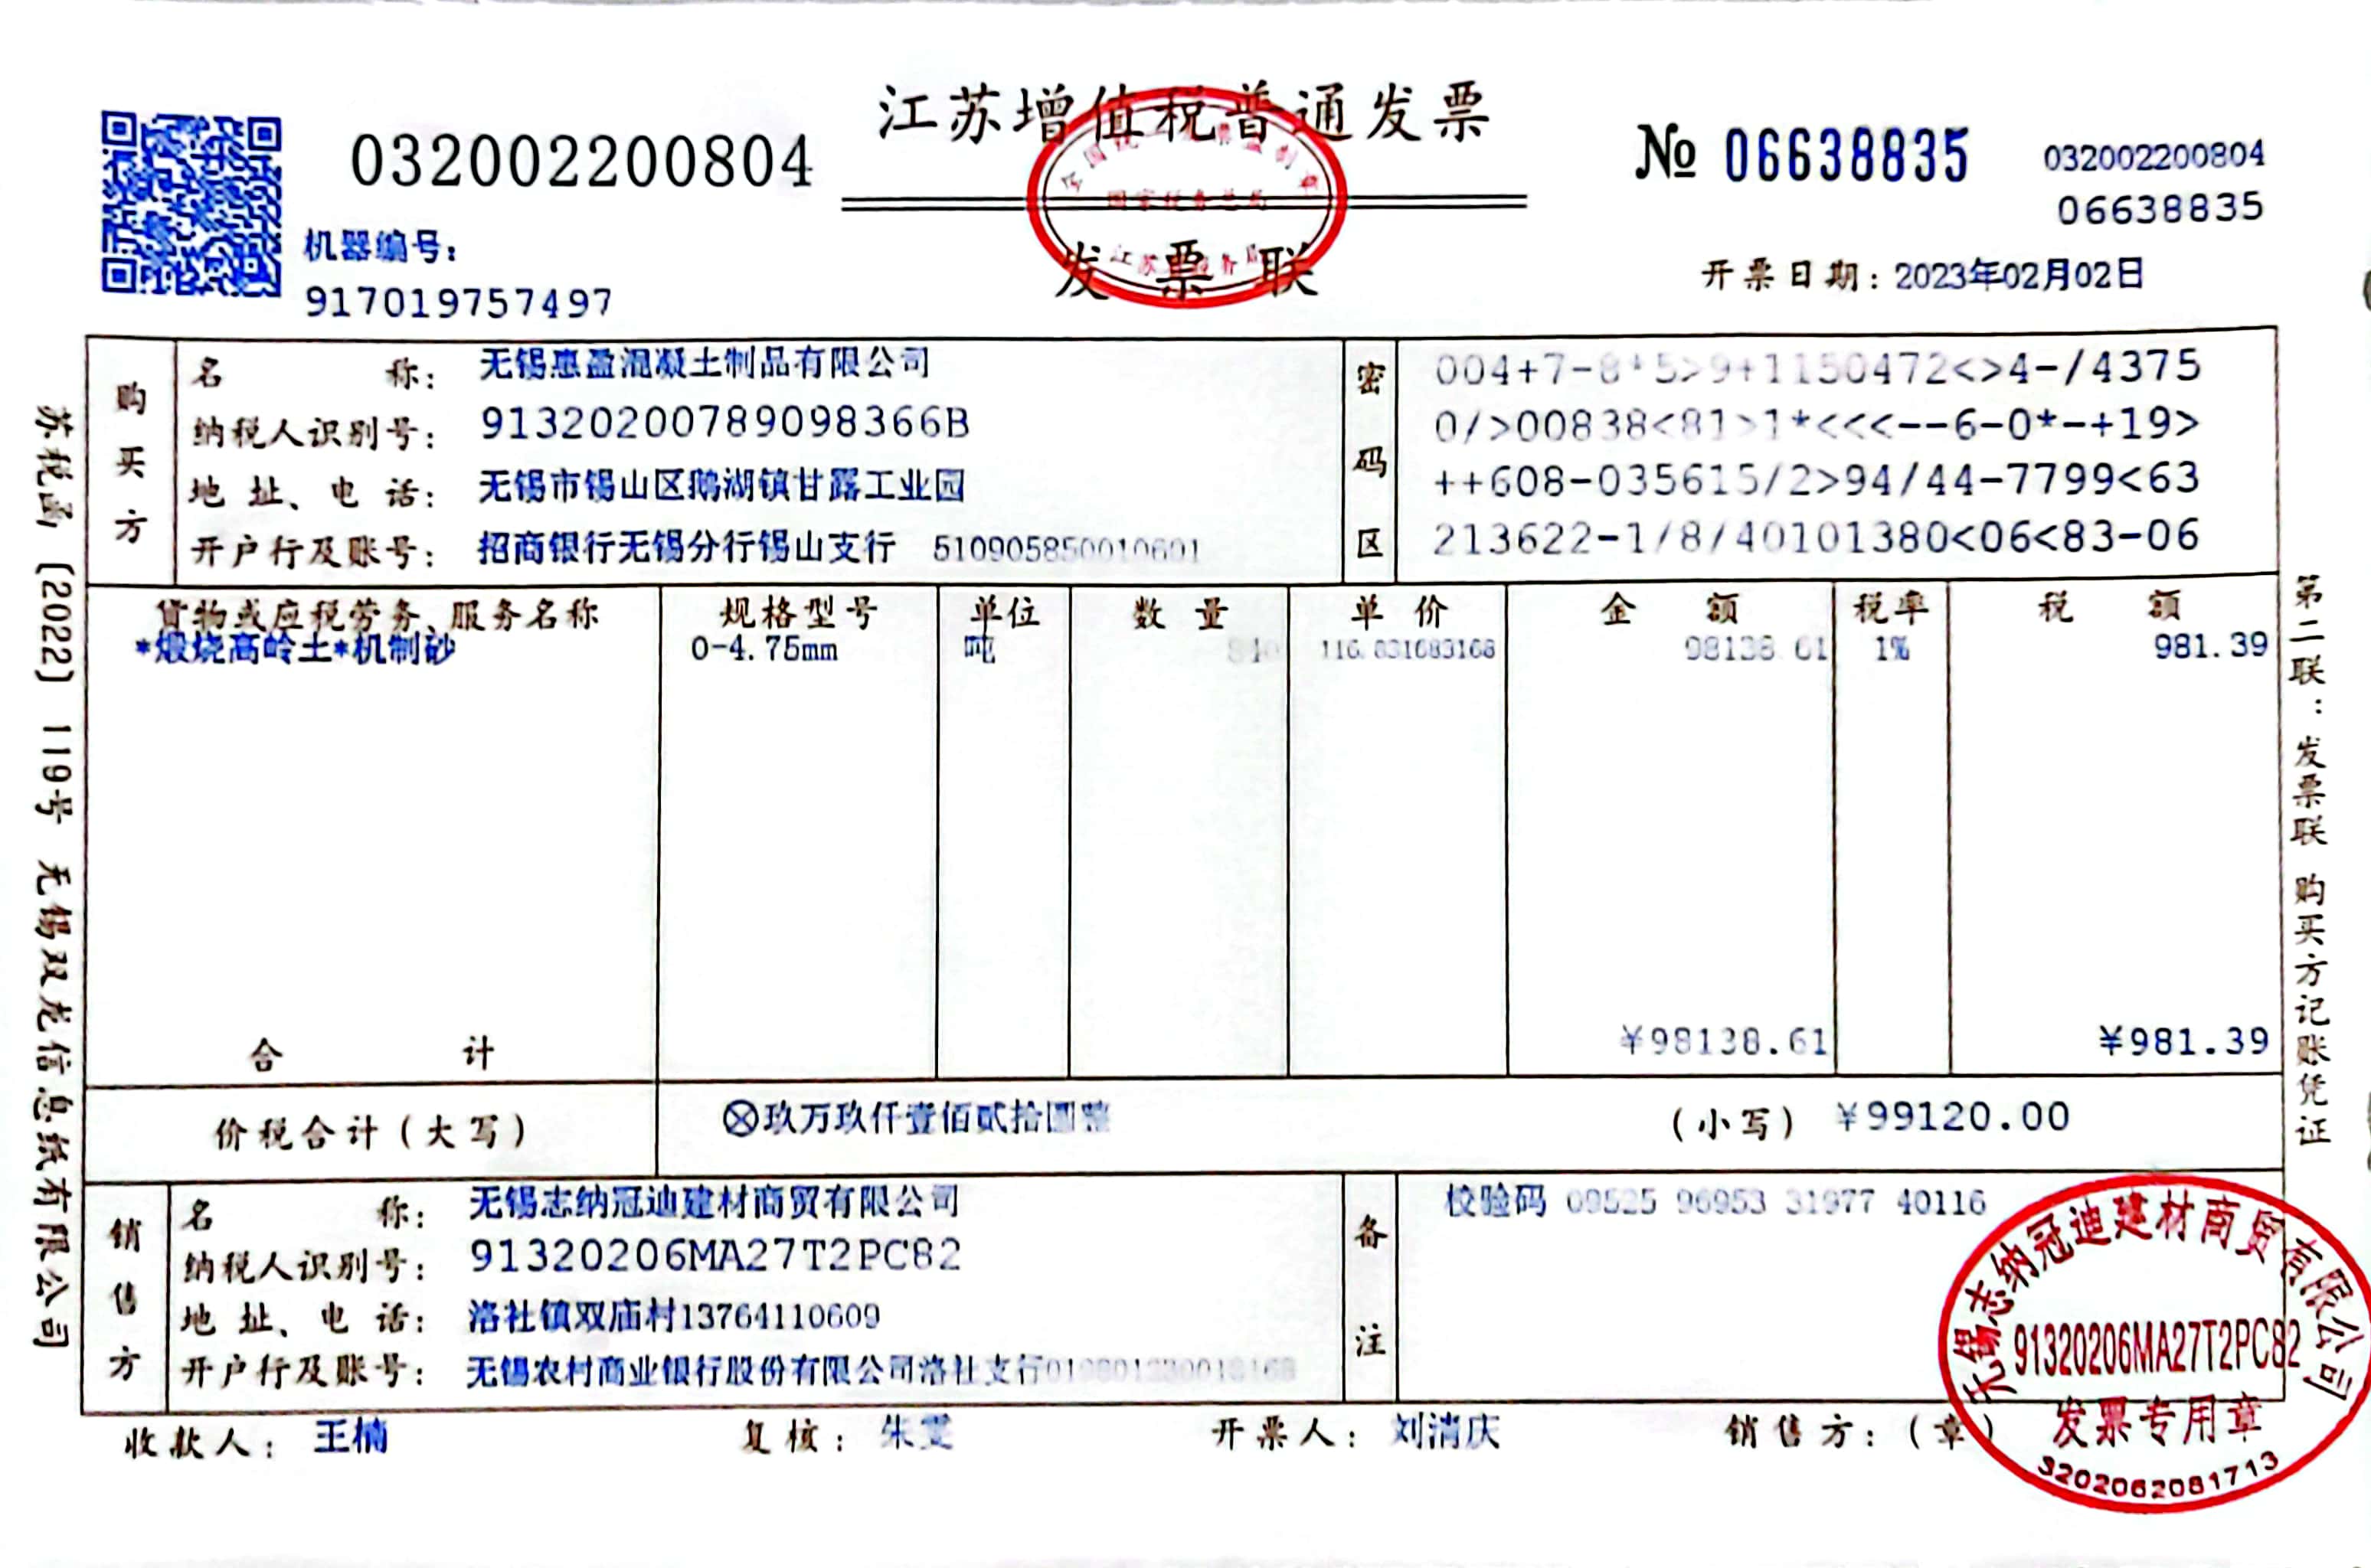 江苏增值税普通发票
032002200804
№ 06638835
032002200804
06638835
机器编号：
917019757497
国家税务总局
发票联
开票日期：2023年02月02日
购买方
名称：无锡惠盈混凝土制品有限公司
纳税人识别号：91320200789098366B
地址、电话：无锡市锡山区鹅湖镇甘露工业园
开户行及账号：招商银行无锡分行锡山支行 510905850010601
密码区
004+7-8*5>9+1150472<>4-/4375
0/>00838<81>1*<<<--6-0*-+19>
++608-035615/2>94/44-7799<63
213622-1/8/40101380<06<83-06
货物或应税劳务、服务名称 规格型号 单位 数量 单价 金额 税率 税额
*煅烧高岭土*机制砂 0-4.75mm 吨 840 116.831683168 98138.61 1% 981.39
合计 ¥98138.61 ¥981.39
价税合计（大写） ⊗玖万玖仟壹佰贰拾圆整 （小写） ¥99120.00
销售方
名称：无锡志纳冠迪建材商贸有限公司
纳税人识别号：91320206MA27T2PC82
地址、电话：洛社镇双庙村13764110609
开户行及账号：无锡农村商业银行股份有限公司洛社支行
备注
校验码 09525 96953 31977 40116
收款人：王楠 复核：朱雯 开票人：刘清庆 销售方：（章）
无锡志纳冠迪建材商贸有限公司
91320206MA27T2PC82
发票专用章
3202062081713
苏税函〔2022〕119号 无锡双龙信息纸有限公司
第二联：发票联 购买方记账凭证